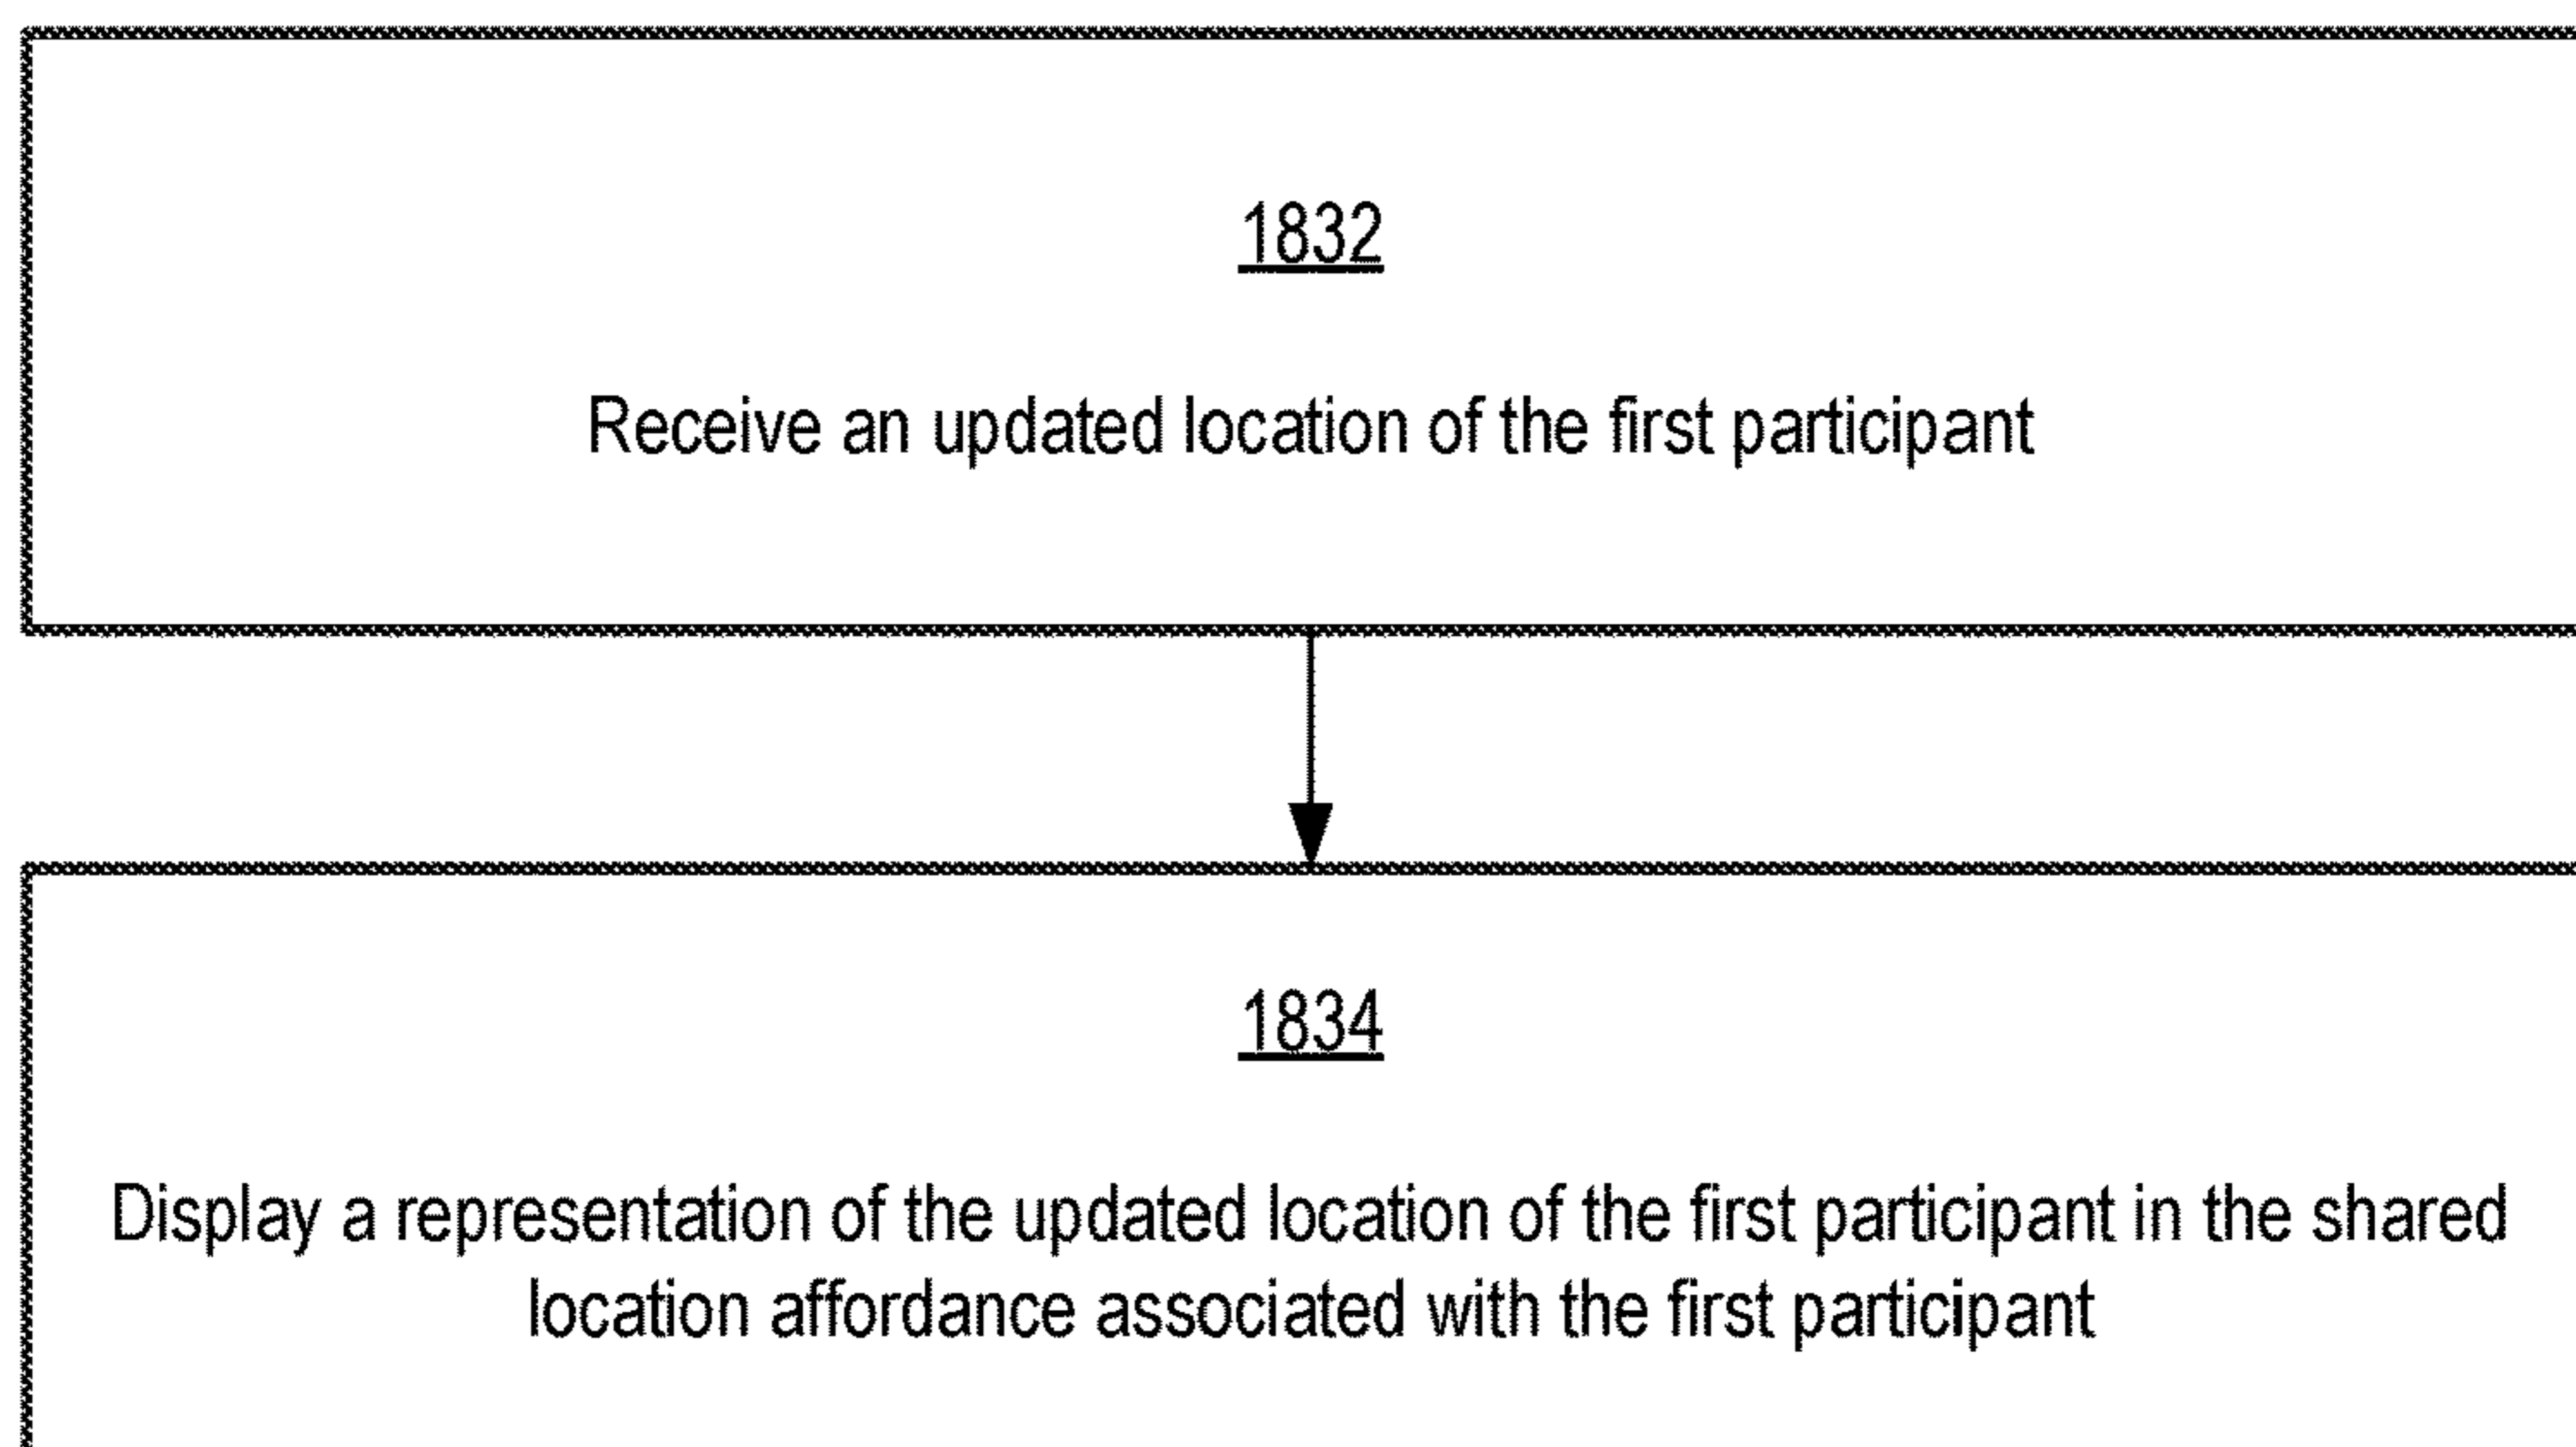 1832
Receive an updated location of the first participant
1834
Display a representation of the updated location of the first participant in the shared
location affordance associated with the first participant